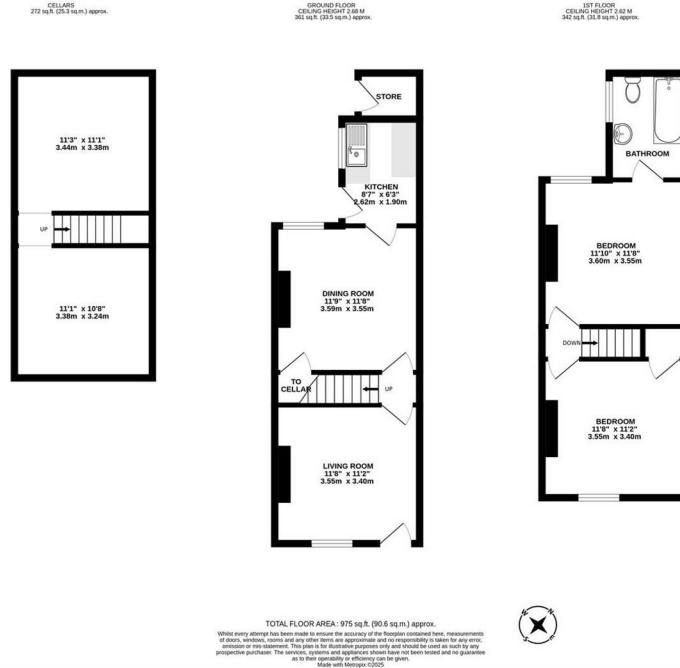 CELLARS
272 sq.ft. (25.3 sq.m.) approx.
GROUND FLOOR
CEILING HEIGHT 2.68 M
361 sq.ft. (33.5 sq.m.) approx.
1ST FLOOR
CEILING HEIGHT 2.62 M
342 sq.ft. (31.8 sq.m.) approx.
11'3" x 11'1"
3.44m x 3.38m
UP
11'1" x 10'8"
3.38m x 3.24m
STORE
KITCHEN
8'7" x 6'3"
2.62m x 1.90m
DINING ROOM
11'9" x 11'8"
3.59m x 3.55m
TO
CELLAR
UP
LIVING ROOM
11'8" x 11'2"
3.55m x 3.40m
BATHROOM
BEDROOM
11'10" x 11'8"
3.60m x 3.55m
DOWN
BEDROOM
11'8" x 11'2"
3.55m x 3.40m
TOTAL FLOOR AREA : 975 sq.ft. (90.6 sq.m.) approx.
Whilst every attempt has been made to ensure the accuracy of the floorplan contained here, measurements
of doors, windows, rooms and any other items are approximate and no responsibility is taken for any error,
omission or mis-statement. This plan is for illustrative purposes only and should be used as such by any
prospective purchaser. The services, systems and appliances shown have not been tested and no guarantee
as to their operability or efficiency can be given.
Made with Metropix ©2025
N
E
S
W